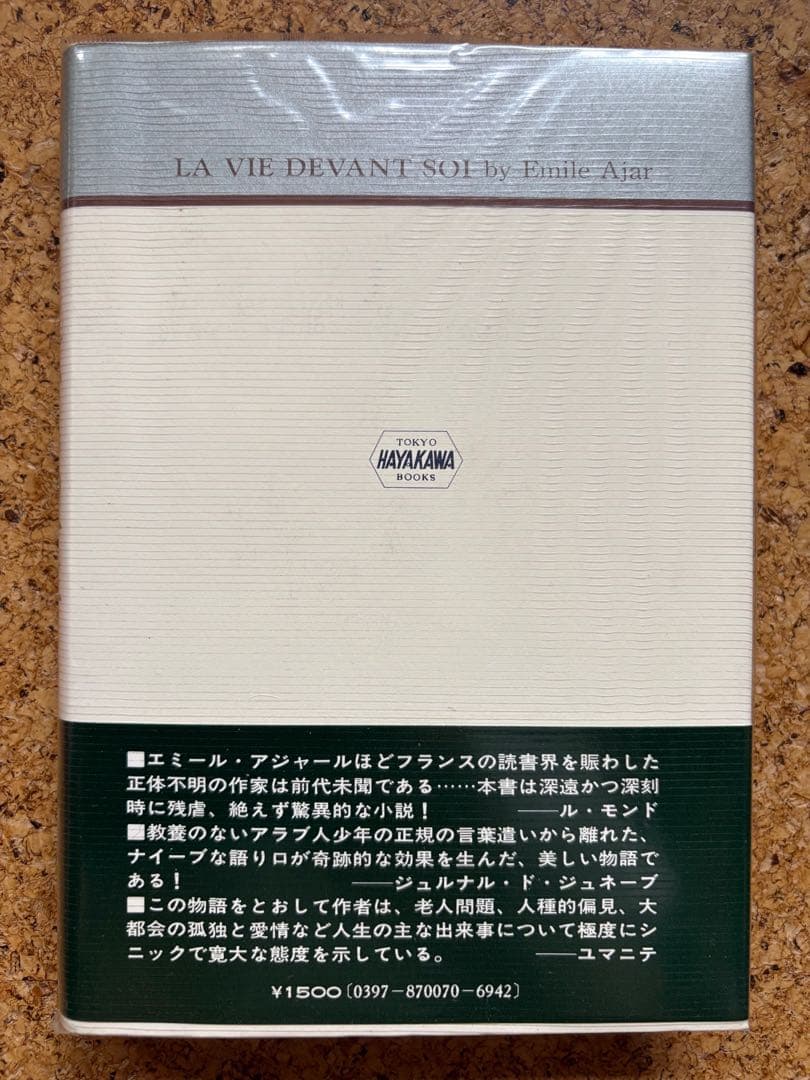 LA VIE DEVANT SOI by Emile Ajar
TOKYO
HAYAKAWA
BOOKS
■エミール・アジャールほどフランスの読書界を賑わした
正体不明の作家は前代未聞である……本書は深遠かつ深刻
時に残虐、絶えず驚異的な小説！ ──ル・モンド
■教養のないアラブ人少年の正規の言葉遣いから離れた、
ナイーブな語り口が奇跡的な効果を生んだ、美しい物語で
ある！ ──ジュルナル・ド・ジュネーブ
■この物語をとおして作者は、老人問題、人種的偏見、大
都会の孤独と愛情など人生の主な出来事について極度にシ
ニックで寛大な態度を示している。 ──ユマニテ
¥1500〔0397-870070-6942〕